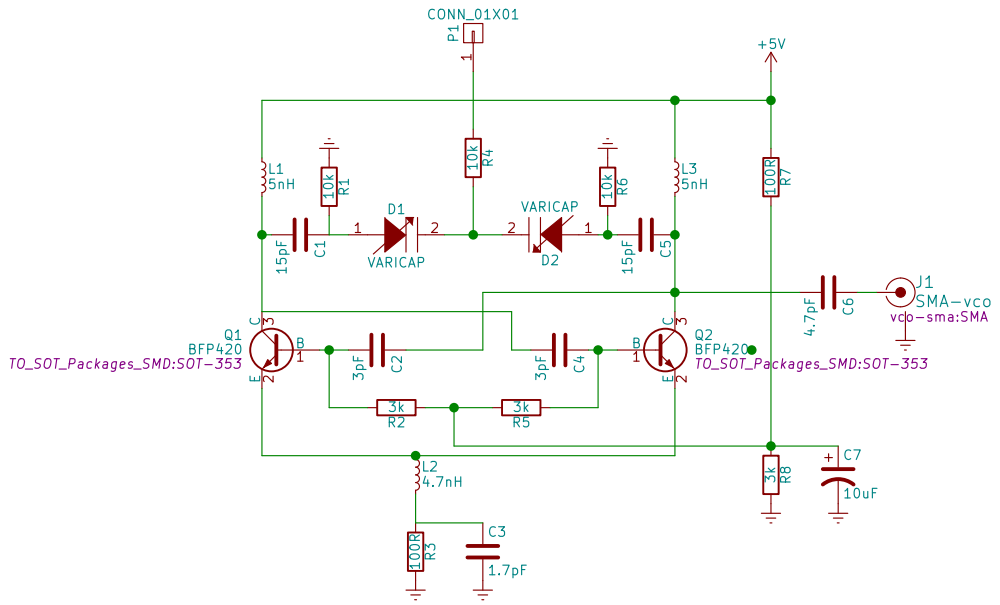 CONN_01X01
P1
1
+5V
L1
5nH
10k
R1
10k
R4
10k
R6
L3
5nH
100R
R7
15pF
C1
1
D1
2
VARICAP
VARICAP
2
1
D2
15pF
C5
4.7pF
C6
J1
SMA-vco
vco-sma:SMA
Q1
BFP420
TO_SOT_Packages_SMD:SOT-353
C
3
B
1
E
2
3pF
C2
3pF
C4
C
3
B
1
E
2
Q2
BFP420
TO_SOT_Packages_SMD:SOT-353
3k
R2
3k
R5
L2
4.7nH
3k
R8
+
C7
10uF
100R
R3
C3
1.7pF